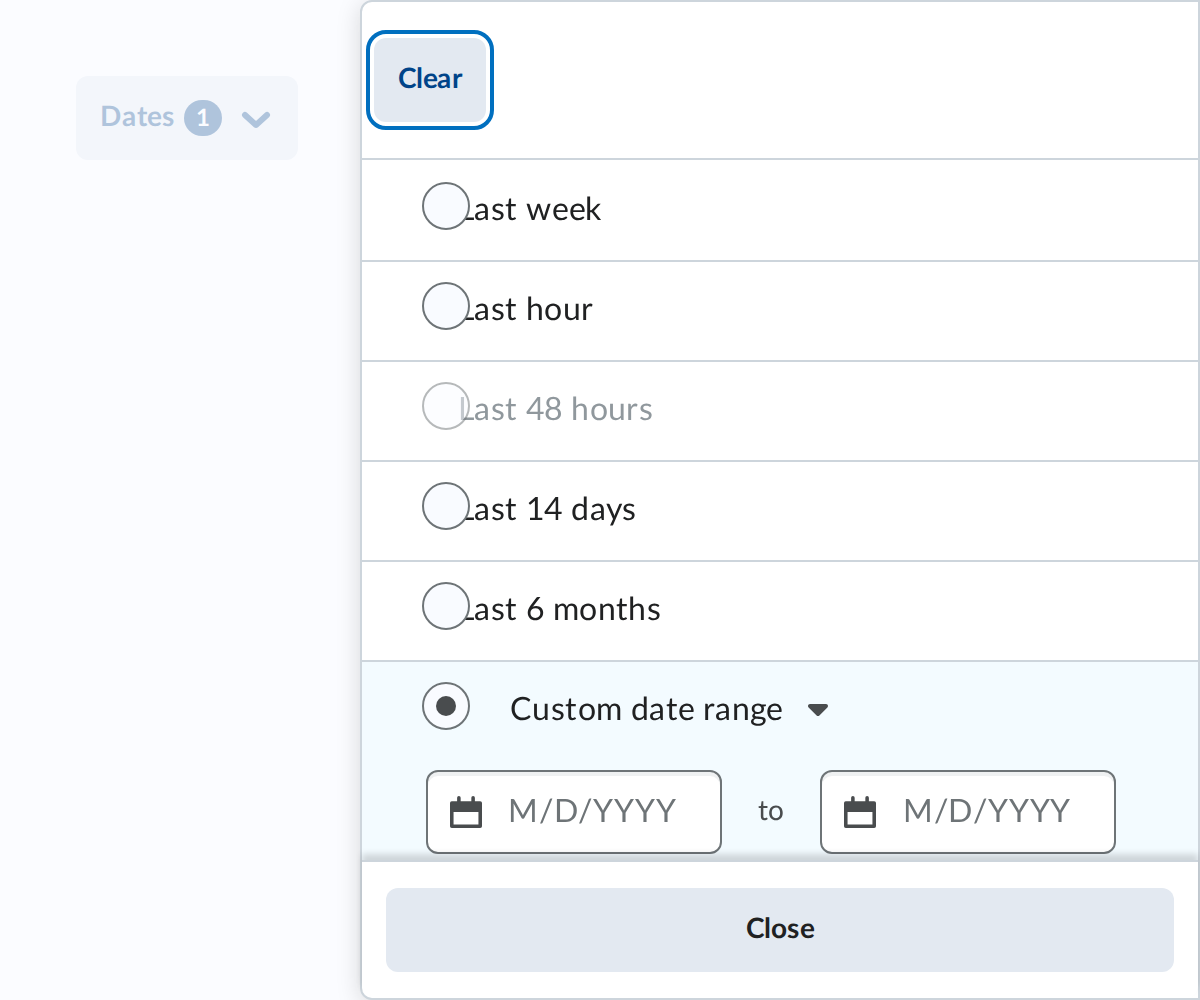 Clear
Dates 1
Last week
Last hour
Last 48 hours
Last 14 days
Last 6 months
Custom date range
M/D/YYYY to M/D/YYYY
Close